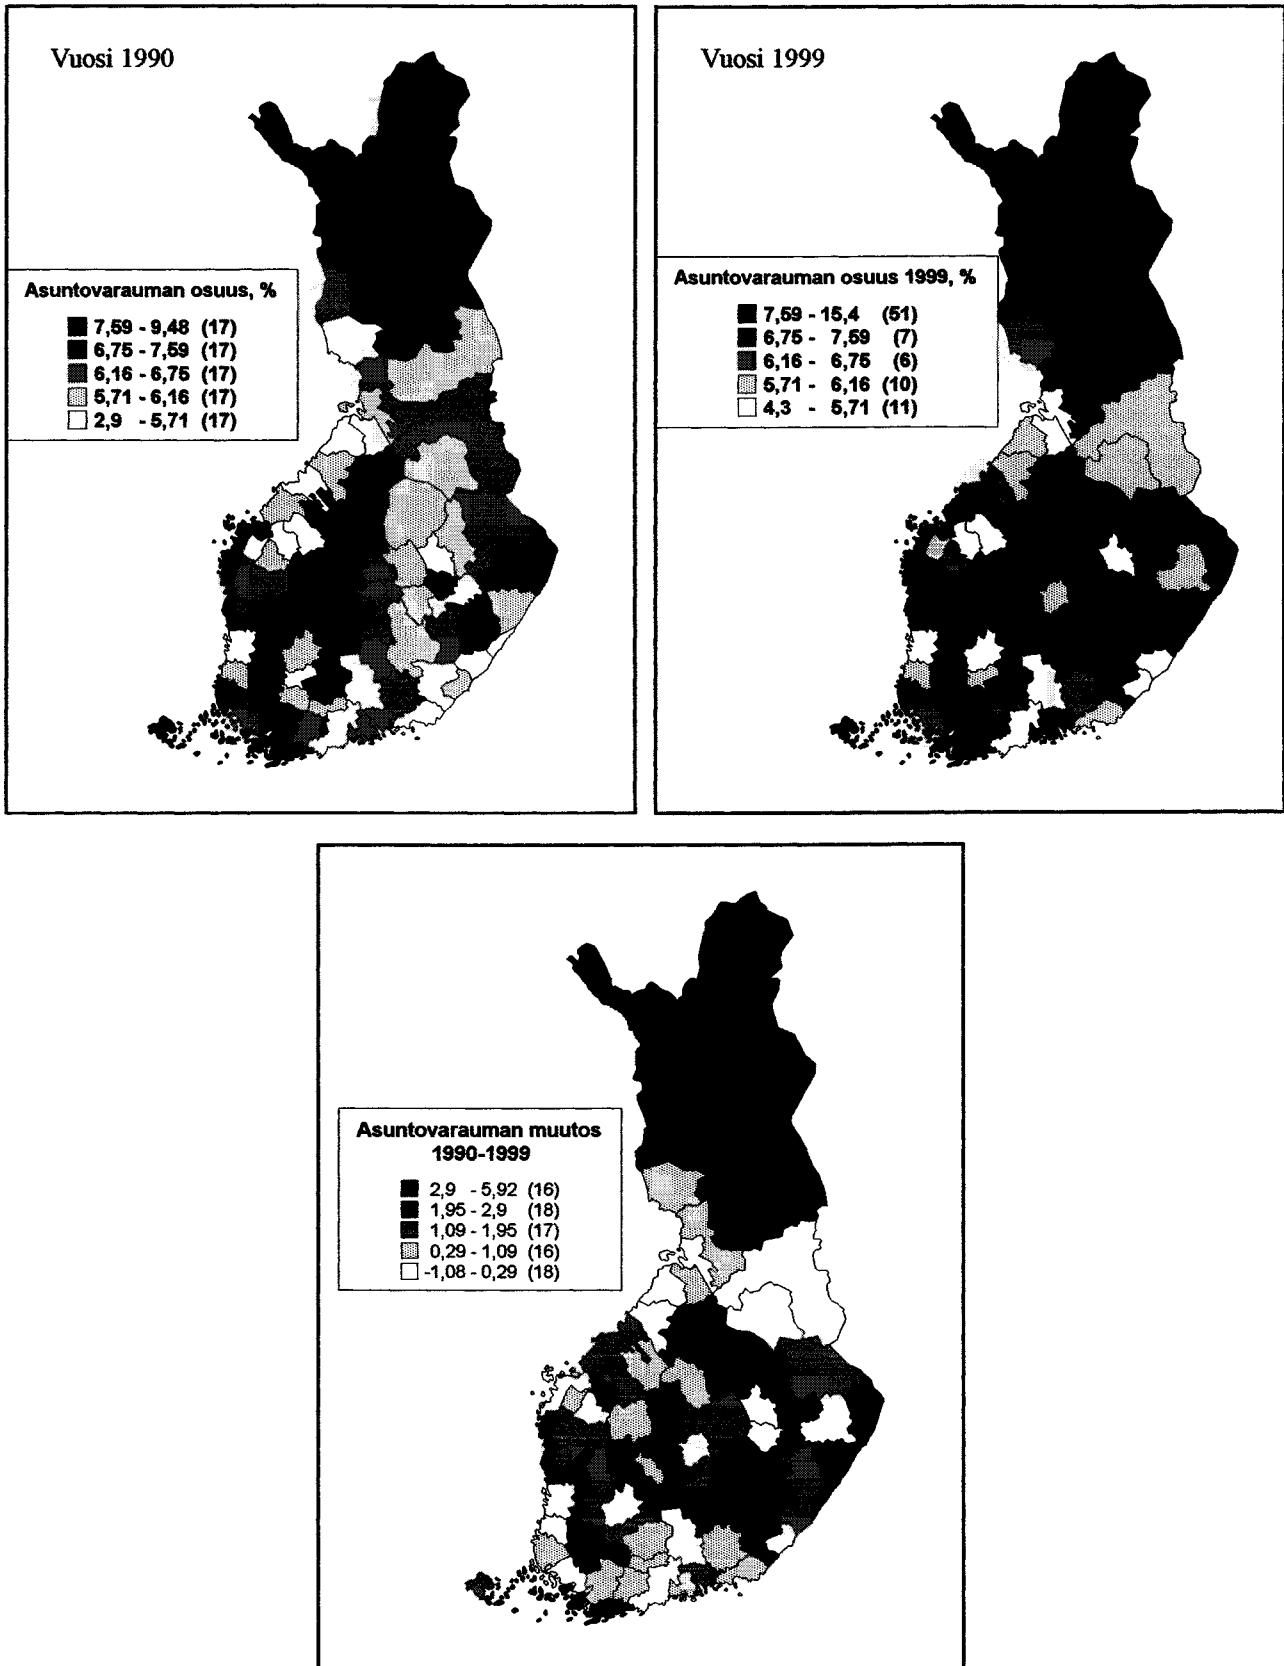 Vuosi 1990
Asuntovarauman osuus, %
7,59 - 9,48 (17)
6,75 - 7,59 (17)
6,16 - 6,75 (17)
5,71 - 6,16 (17)
2,9 - 5,71 (17)
Vuosi 1999
Asuntovarauman osuus 1999, %
7,59 - 15,4 (51)
6,75 - 7,59 (7)
6,16 - 6,75 (6)
5,71 - 6,16 (10)
4,3 - 5,71 (11)
Asuntovarauman muutos
1990-1999
2,9 - 5,92 (16)
1,95 - 2,9 (18)
1,09 - 1,95 (17)
0,29 - 1,09 (16)
-1,08 - 0,29 (18)